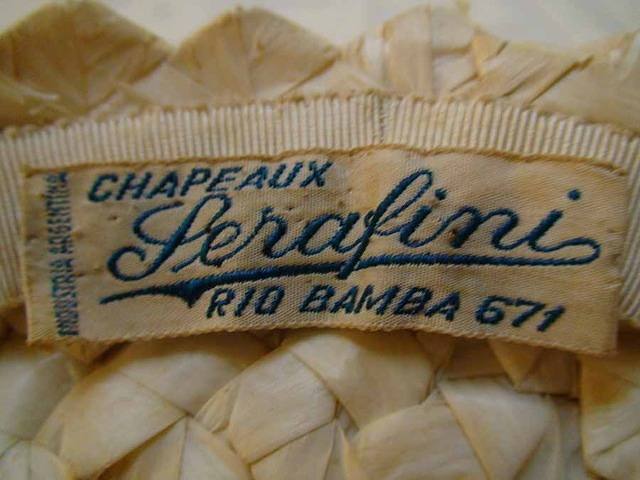 CHAPEAUX
Serafini
RIO BAMBA 671
INDUSTRIA ARGENTINA